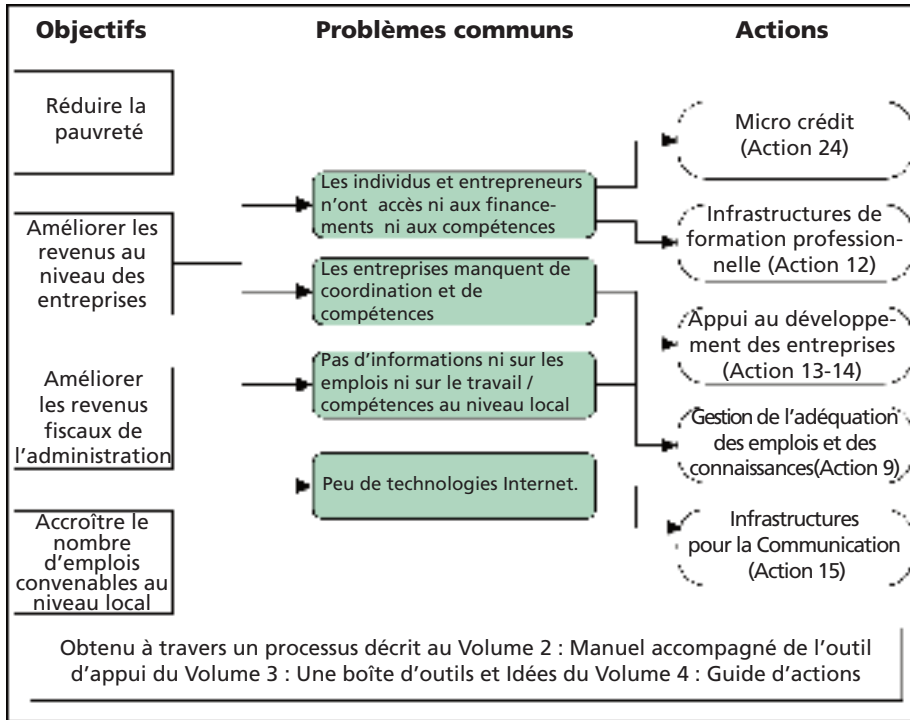 Objectifs
Problèmes communs
Actions
Réduire la
pauvreté
Améliorer les
revenus au
niveau des
entreprises
Améliorer
les revenus
fiscaux de
l'administration
Accroître le
nombre
d'emplois
convenables au
niveau local
Les individus et entrepreneurs
n'ont accès ni aux finance-
ments ni aux compétences
Les entreprises manquent de
coordination et de
compétences
Pas d'informations ni sur les
emplois ni sur le travail /
compétences au niveau local
Peu de technologies Internet.
Micro crédit
(Action 24)
Infrastructures de
formation profession-
nelle (Action 12)
Appui au développe-
ment des entreprises
(Action 13-14)
Gestion de l'adéquation
des emplois et des
connaissances(Action 9)
Infrastructures
pour la Communication
(Action 15)
Obtenu à travers un processus décrit au Volume 2 : Manuel accompagné de l'outil
d'appui du Volume 3 : Une boîte d'outils et Idées du Volume 4 : Guide d'actions